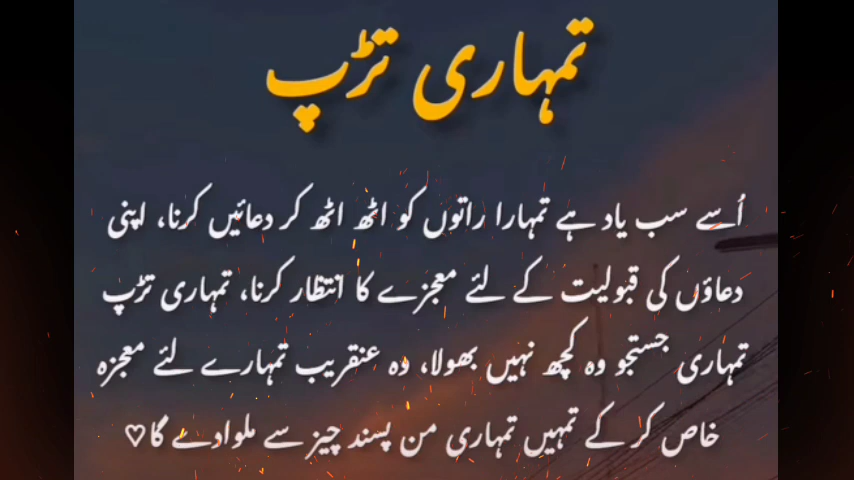 تمہاری تڑپ
اُسے سب یاد ہے تمہارا راتوں کو اٹھ اٹھ کر دعائیں کرنا، اپنی
دعاؤں کی قبولیت کے لئے معجزے کا انتظار کرنا، تمہاری تڑپ
تمہاری جستجو وہ کچھ نہیں بھولا، وہ عنقریب تمہارے لئے معجزہ
خاص کر کے تمہیں تمہاری من پسند چیز سے ملوا دے گا♡